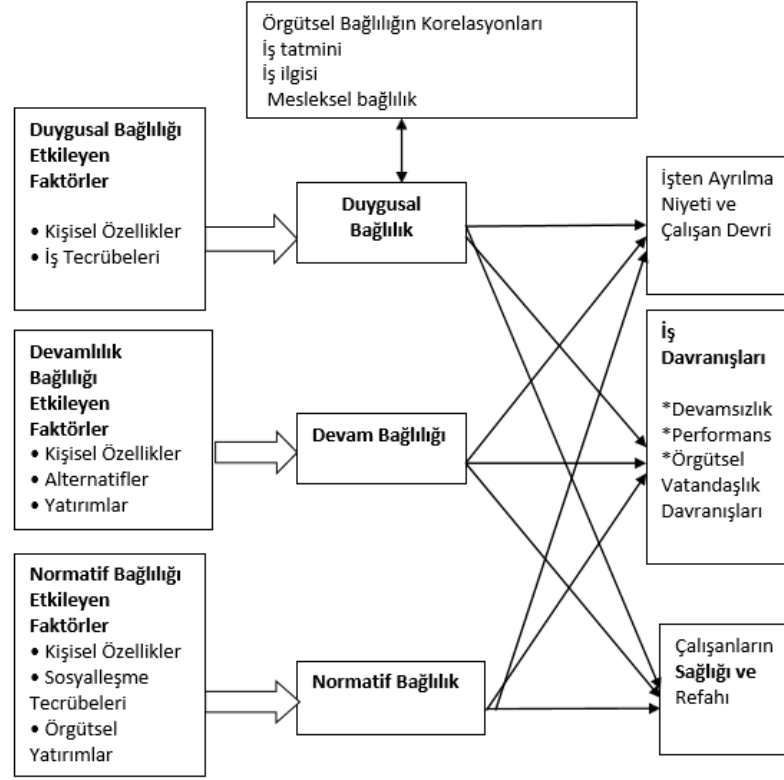 Örgütsel Bağlılığın Korelasyonları
İş tatmini
İş ilgisi
Mesleksel bağlılık
Duygusal Bağlılığı
Etkileyen
Faktörler
• Kişisel Özellikler
• İş Tecrübeleri
Duygusal
Bağlılık
İşten Ayrılma
Niyeti ve
Çalışan Devri
Devamlılık
Bağlılığı
Etkileyen
Faktörler
• Kişisel Özellikler
• Alternatifler
• Yatırımlar
Devam Bağlılığı
İş
Davranışları
*Devamsızlık
*Performans
*Örgütsel
Vatandaşlık
Davranışları
Normatif Bağlılığı
Etkileyen
Faktörler
• Kişisel Özellikler
• Sosyalleşme
Tecrübeleri
• Örgütsel
Yatırımlar
Normatif Bağlılık
Çalışanların
Sağlığı ve
Refahı